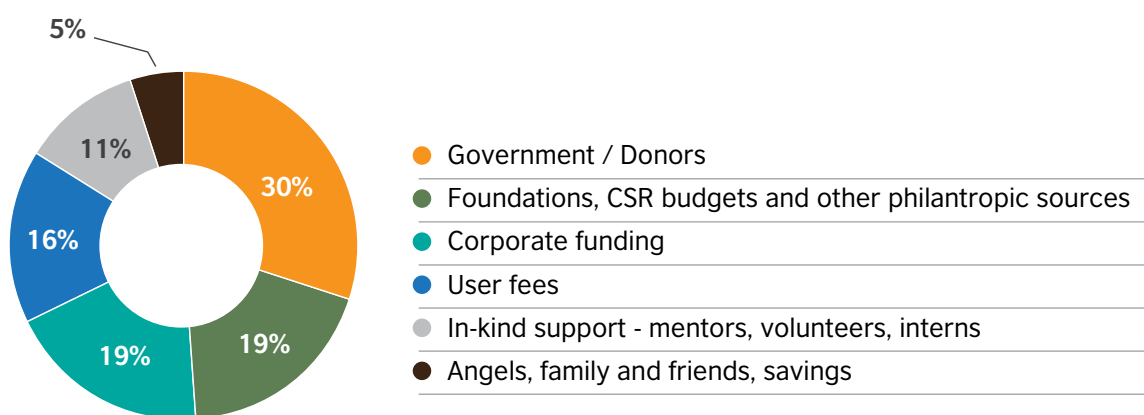 5%
11%
30%
16%
19%
19%
Government / Donors
Foundations, CSR budgets and other philantropic sources
Corporate funding
User fees
In-kind support - mentors, volunteers, interns
Angels, family and friends, savings